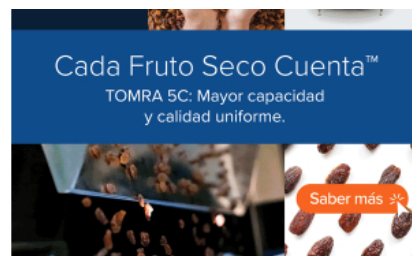 Cada Fruto Seco Cuenta™
TOMRA 5C: Mayor capacidad
y calidad uniforme.
Saber más